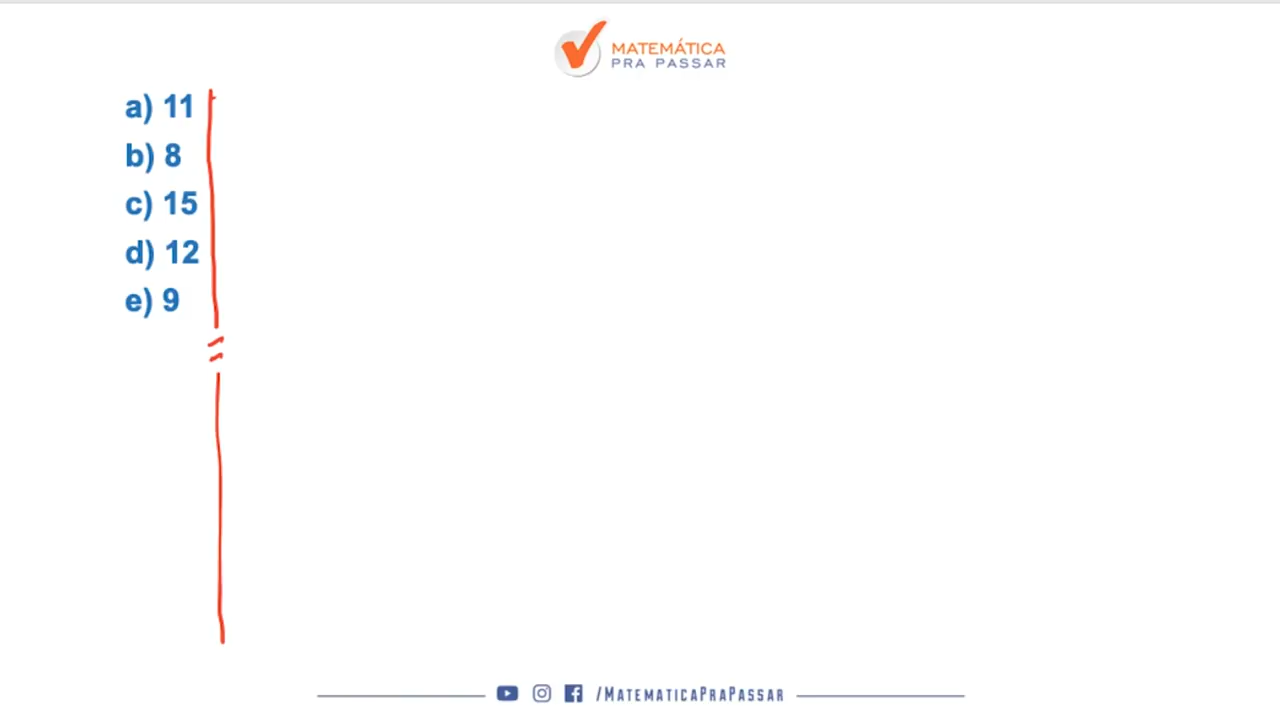 MATEMÁTICA
PRA PASSAR
a) 11
b) 8
c) 15
d) 12
e) 9
/MATEMATICAPRAPASSAR